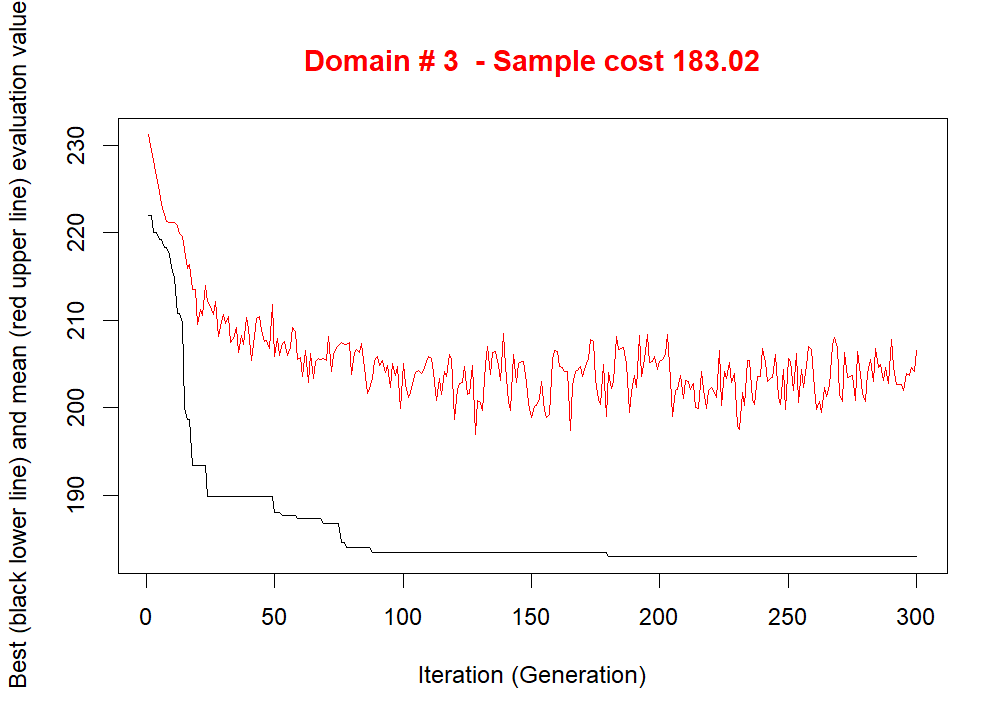 Domain # 3  - Sample cost 183.02
Best (black lower line) and mean (red upper line) evaluation value
230
220
210
200
190
0 50 100 150 200 250 300
Iteration (Generation)